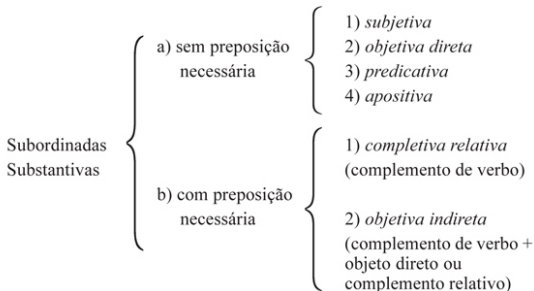 Subordinadas
Substantivas
a) sem preposição
necessária
1) subjetiva
2) objetiva direta
3) predicativa
4) apositiva
b) com preposição
necessária
1) completiva relativa
(complemento de verbo)
2) objetiva indireta
(complemento de verbo +
objeto direto ou
complemento relativo)